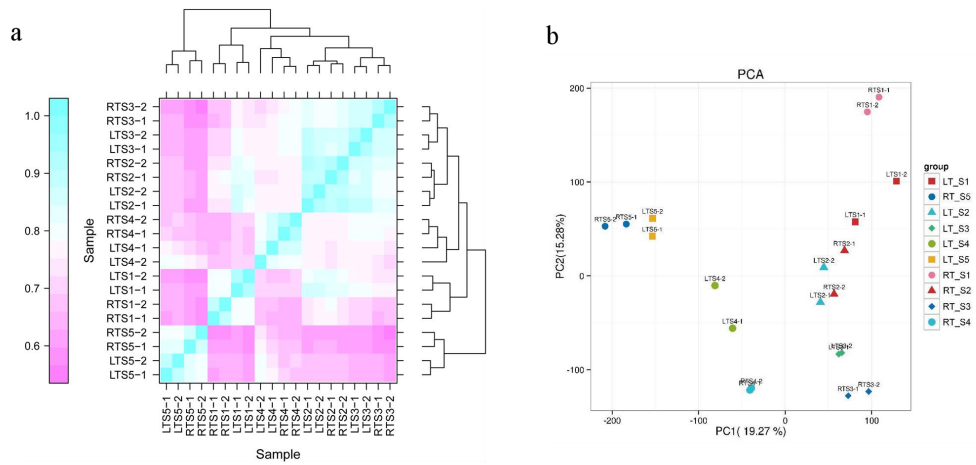 a
1.0
0.9
0.8
0.7
0.6
Sample
RTS3-2
RTS3-1
LTS3-2
LTS3-1
RTS2-2
RTS2-1
LTS2-2
LTS2-1
RTS4-2
RTS4-1
LTS4-1
LTS4-2
LTS1-2
LTS1-1
RTS1-2
RTS1-1
RTS5-2
RTS5-1
LTS5-2
LTS5-1
LTS5-1
LTS5-2
RTS5-1
RTS5-2
RTS1-1
RTS1-2
LTS1-1
LTS1-2
LTS4-2
LTS4-1
RTS4-1
RTS4-2
LTS2-1
LTS2-2
RTS2-1
RTS2-2
LTS3-1
LTS3-2
RTS3-1
RTS3-2
Sample
b
PCA
200
100
0
-100
PC2(15.28%)
RTS1-1
RTS1-2
LTS1-2
LTS1-1
LTS5-2
RTS5-2
RTS5-1
LTS5-1
RTS2-1
LTS2-2
LTS4-2
RTS2-2
LTS2-1
LTS4-1
RTS3-1
RTS3-2
-200
-100
0
100
PC1( 19.27 %)
group
LT_S1
RT_S5
LT_S2
LT_S3
LT_S4
LT_S5
RT_S1
RT_S2
RT_S3
RT_S4